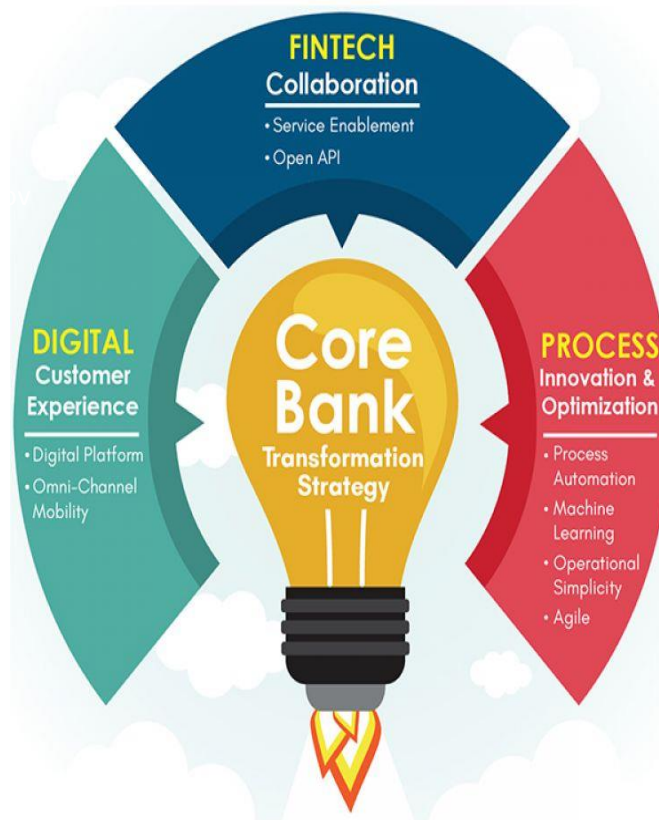 FINTECH
Collaboration
• Service Enablement
• Open API
DIGITAL
Customer
Experience
• Digital Platform
• Omni-Channel
Mobility
Core
Bank
Transformation
Strategy
PROCESS
Innovation &
Optimization
• Process
Automation
• Machine
Learning
• Operational
Simplicity
• Agile